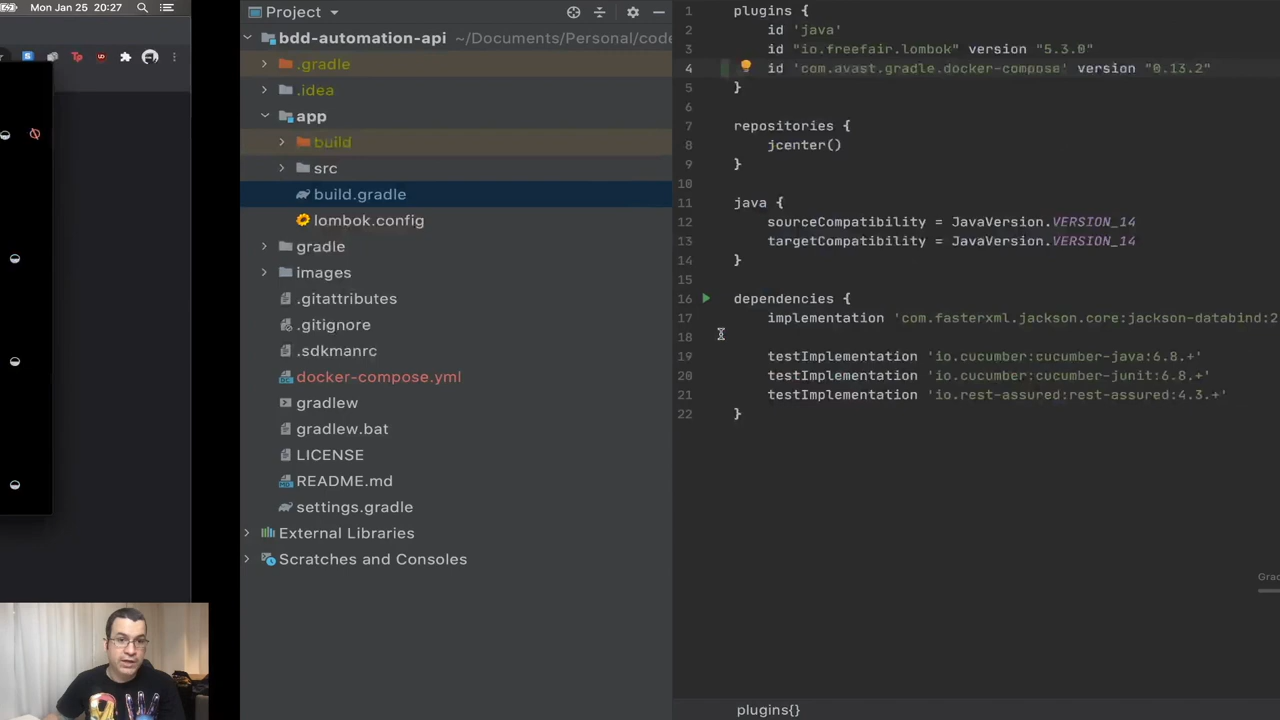 Mon Jan 25 20:27
Project
bdd-automation-api ~/Documents/Personal/code
.gradle
.idea
app
build
src
build.gradle
lombok.config
gradle
images
.gitattributes
.gitignore
.sdkmanrc
docker-compose.yml
gradlew
gradlew.bat
LICENSE
README.md
settings.gradle
External Libraries
Scratches and Consoles
1 plugins {
2 id 'java'
3 id "io.freefair.lombok" version "5.3.0"
4 id 'com.avast.gradle.docker-compose' version "0.13.2"
5 }
6
7 repositories {
8 jcenter()
9 }
10
11 java {
12 sourceCompatibility = JavaVersion.VERSION_14
13 targetCompatibility = JavaVersion.VERSION_14
14 }
15
16 dependencies {
17 implementation 'com.fasterxml.jackson.core:jackson-databind:2
18
19 testImplementation 'io.cucumber:cucumber-java:6.8.+'
20 testImplementation 'io.cucumber:cucumber-junit:6.8.+'
21 testImplementation 'io.rest-assured:rest-assured:4.3.+'
22 }
Grad
plugins{}